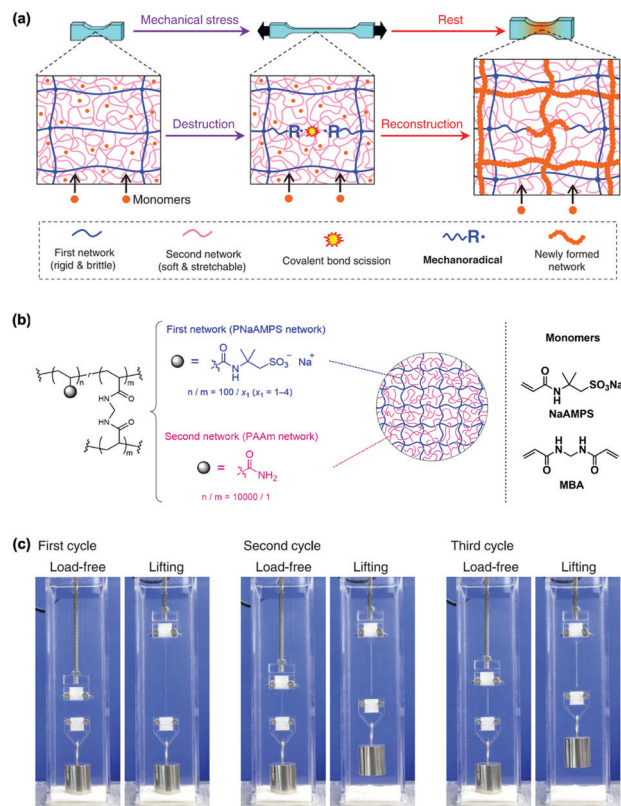 (a)
Mechanical stress
Rest
Destruction
Reconstruction
R• •R
Monomers
First network
(rigid & brittle)
Second network
(soft & stretchable)
Covalent bond scission
R•
Mechanoradical
Newly formed
network
(b)
First network (PNaAMPS network)
= O N H SO₃⁻ Na⁺
n / m = 100 / x₁ (x₁ = 1–4)
Second network (PAAm network)
= O NH₂
n / m = 10000 / 1
n r m
O NH
HN O
r m
Monomers
O N H SO₃Na
NaAMPS
H H
N N
O O
MBA
(c)
First cycle
Second cycle
Third cycle
Load-free
Lifting
Load-free
Lifting
Load-free
Lifting